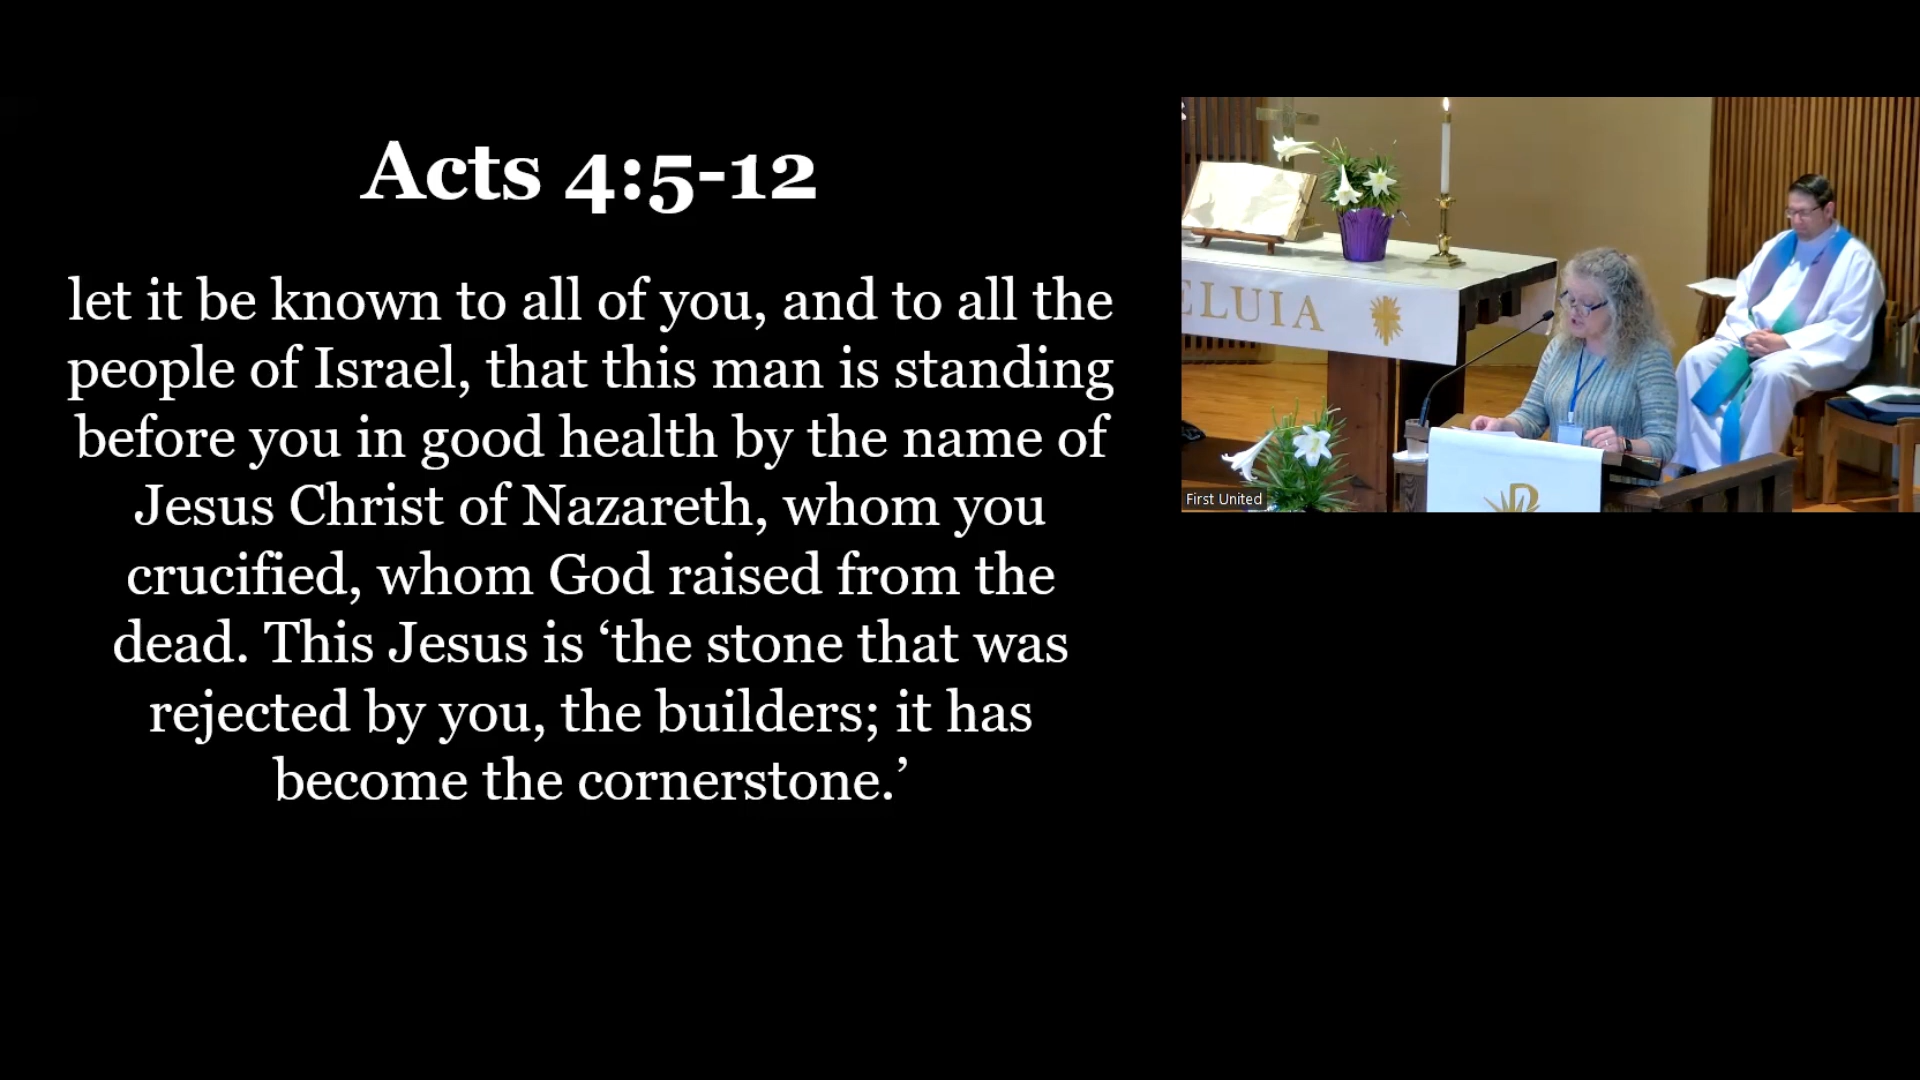 Acts 4:5-12
let it be known to all of you, and to all the
people of Israel, that this man is standing
before you in good health by the name of
Jesus Christ of Nazareth, whom you
crucified, whom God raised from the
dead. This Jesus is ‘the stone that was
rejected by you, the builders; it has
become the cornerstone.’
ELUIA
First United